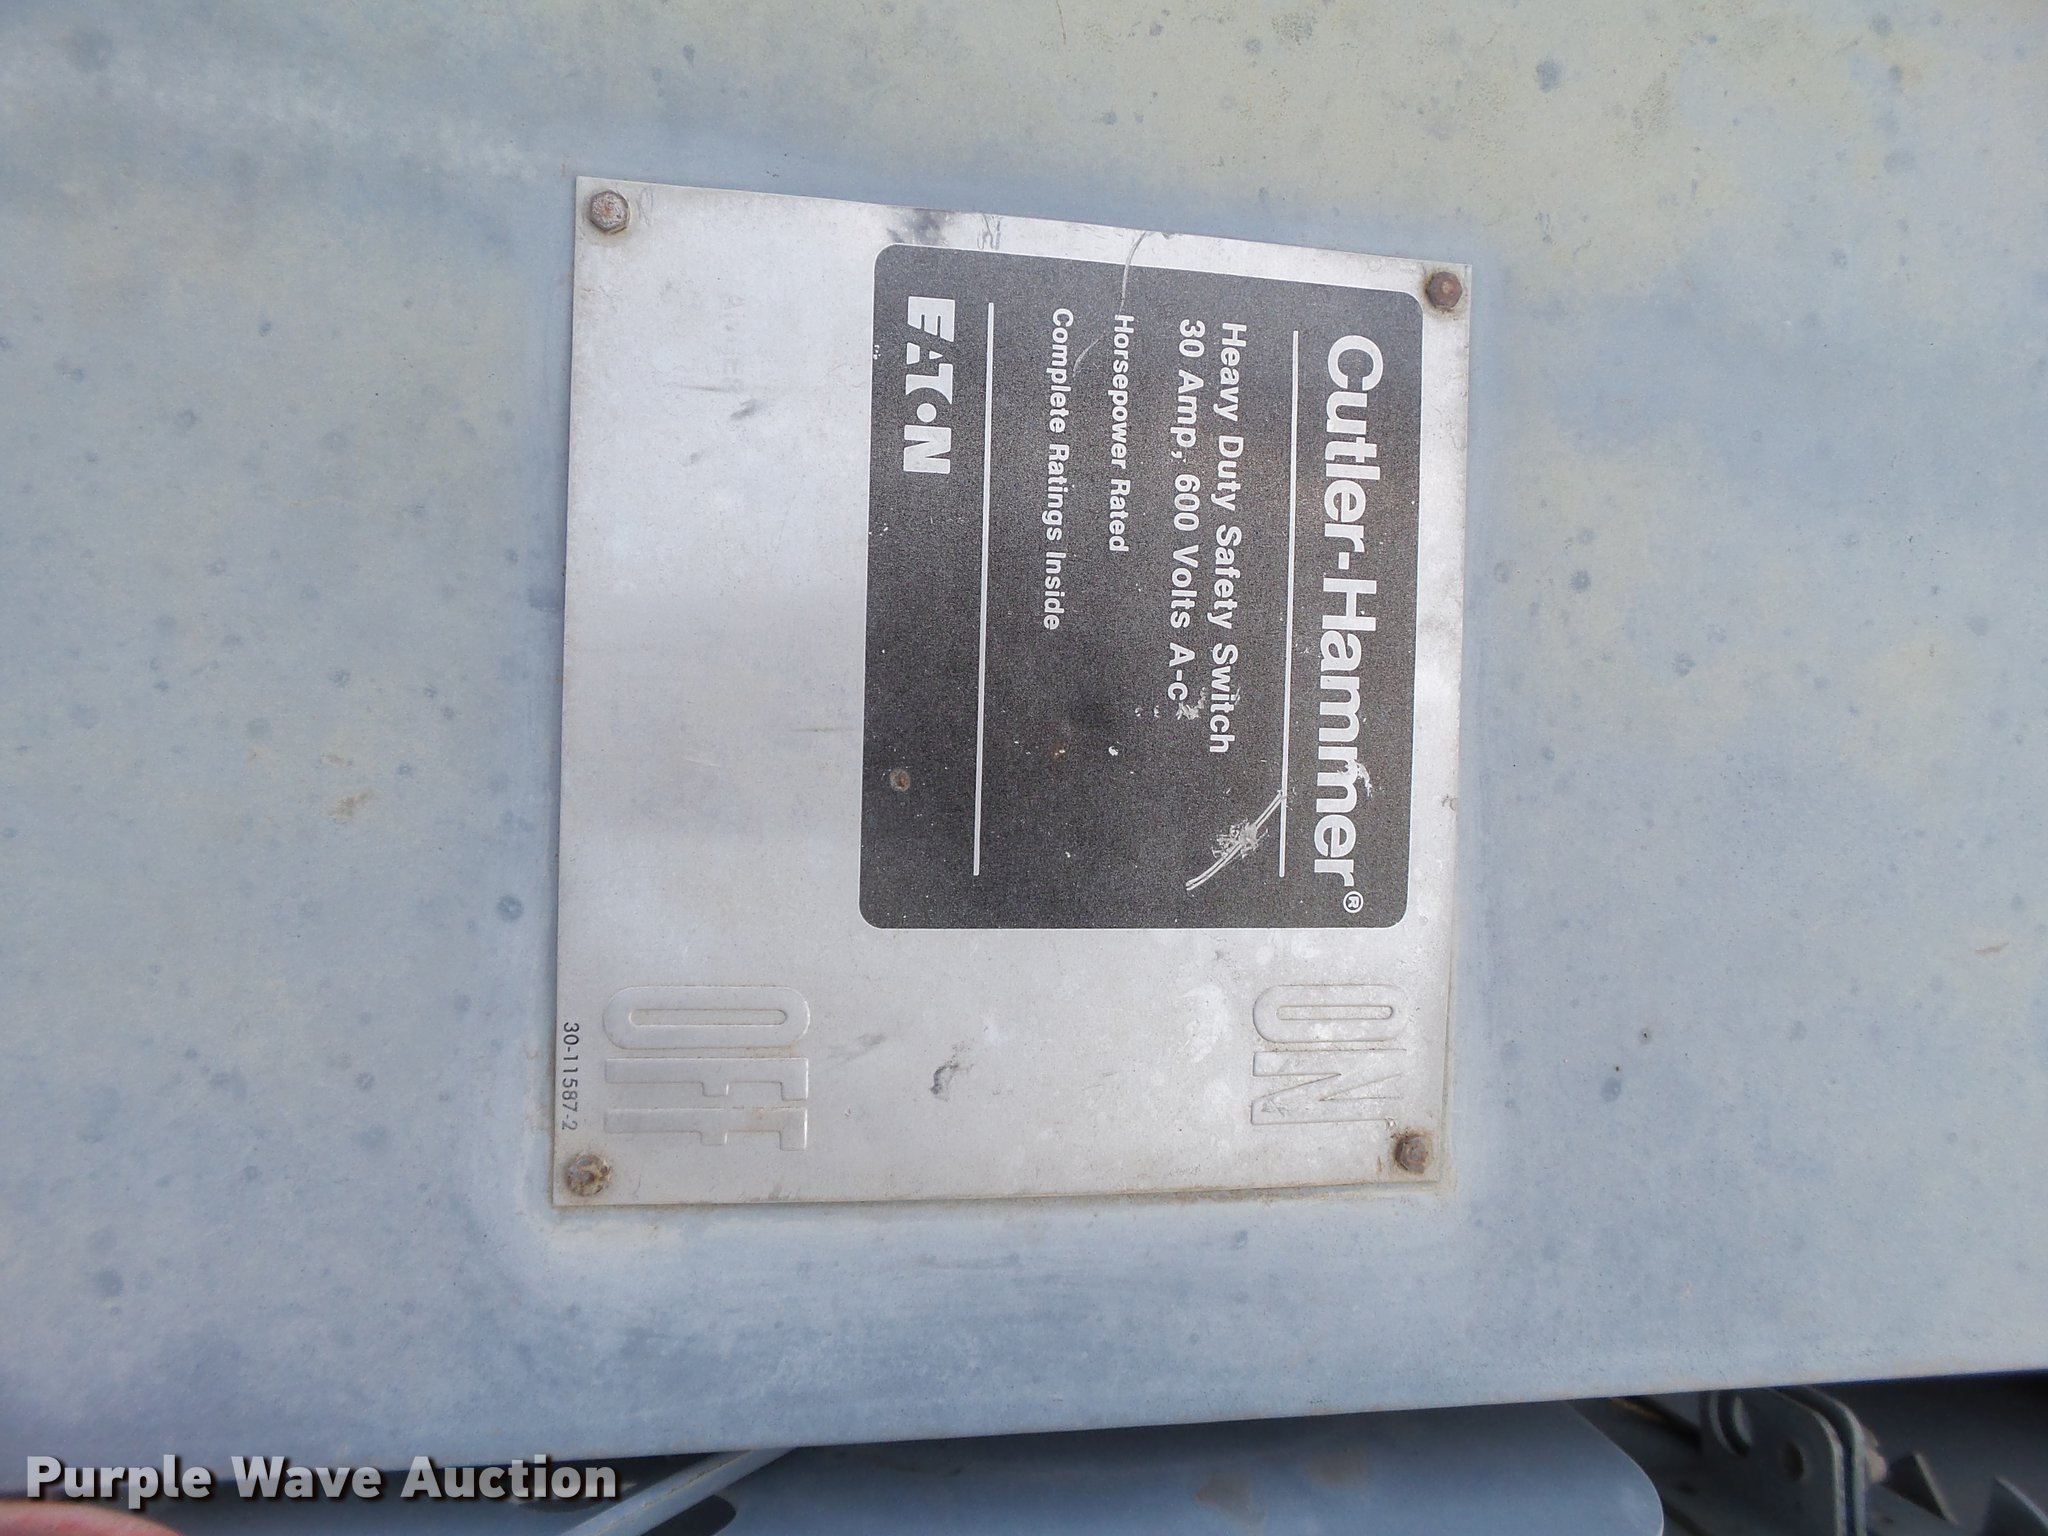 Cutler-Hammer®
Heavy Duty Safety Switch
30 Amp, 600 Volts A-c
Horsepower Rated
Complete Ratings Inside
EATON
ON
OFF
30-11587-2
Purple Wave Auction